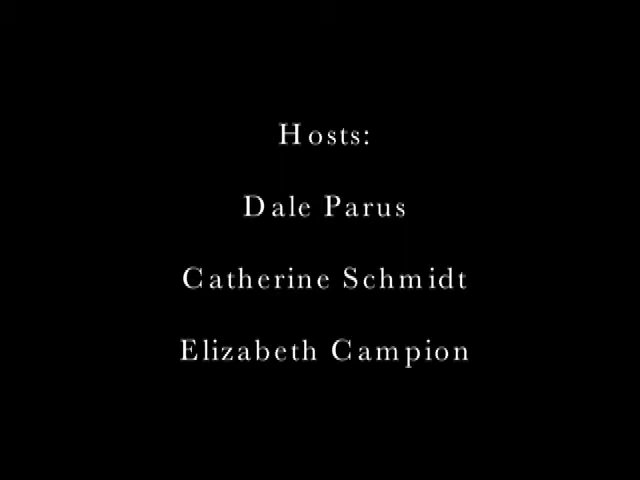 Hosts:
Dale Parus
Catherine Schmidt
Elizabeth Campion